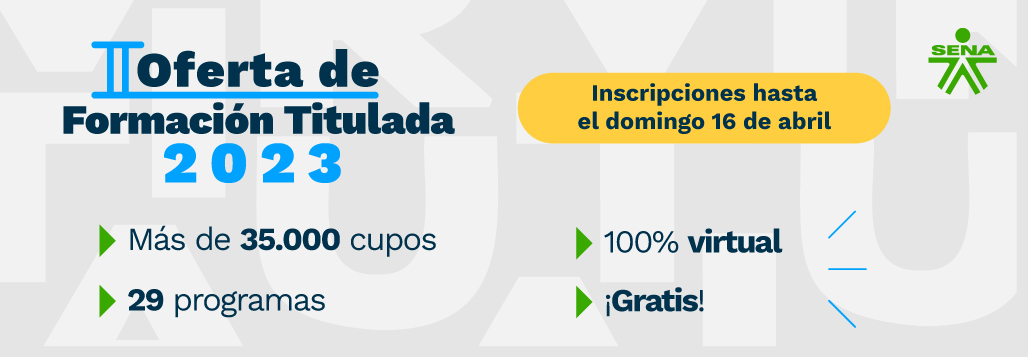 II Oferta de
Formación Titulada
2023
Inscripciones hasta
el domingo 16 de abril
SENA
Más de 35.000 cupos
29 programas
100% virtual
¡Gratis!